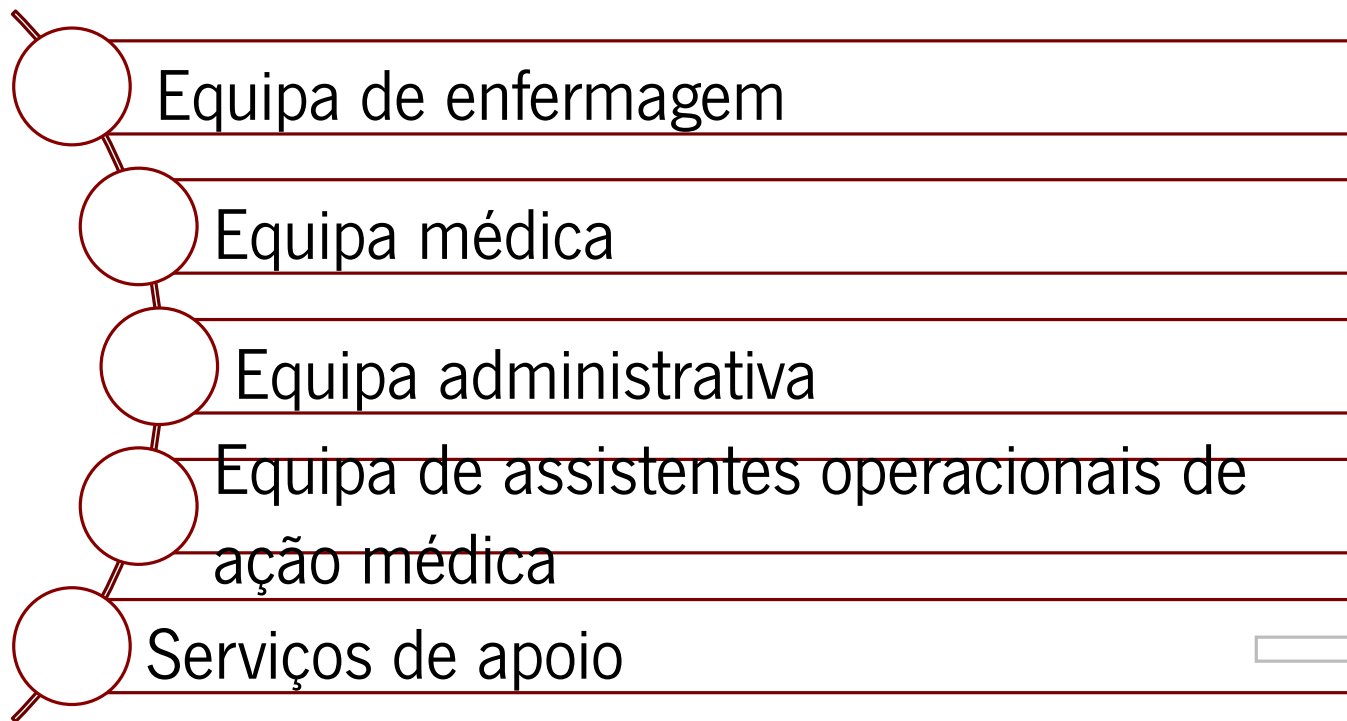 Equipa de enfermagem
Equipa médica
Equipa administrativa
Equipa de assistentes operacionais de
ação médica
Serviços de apoio